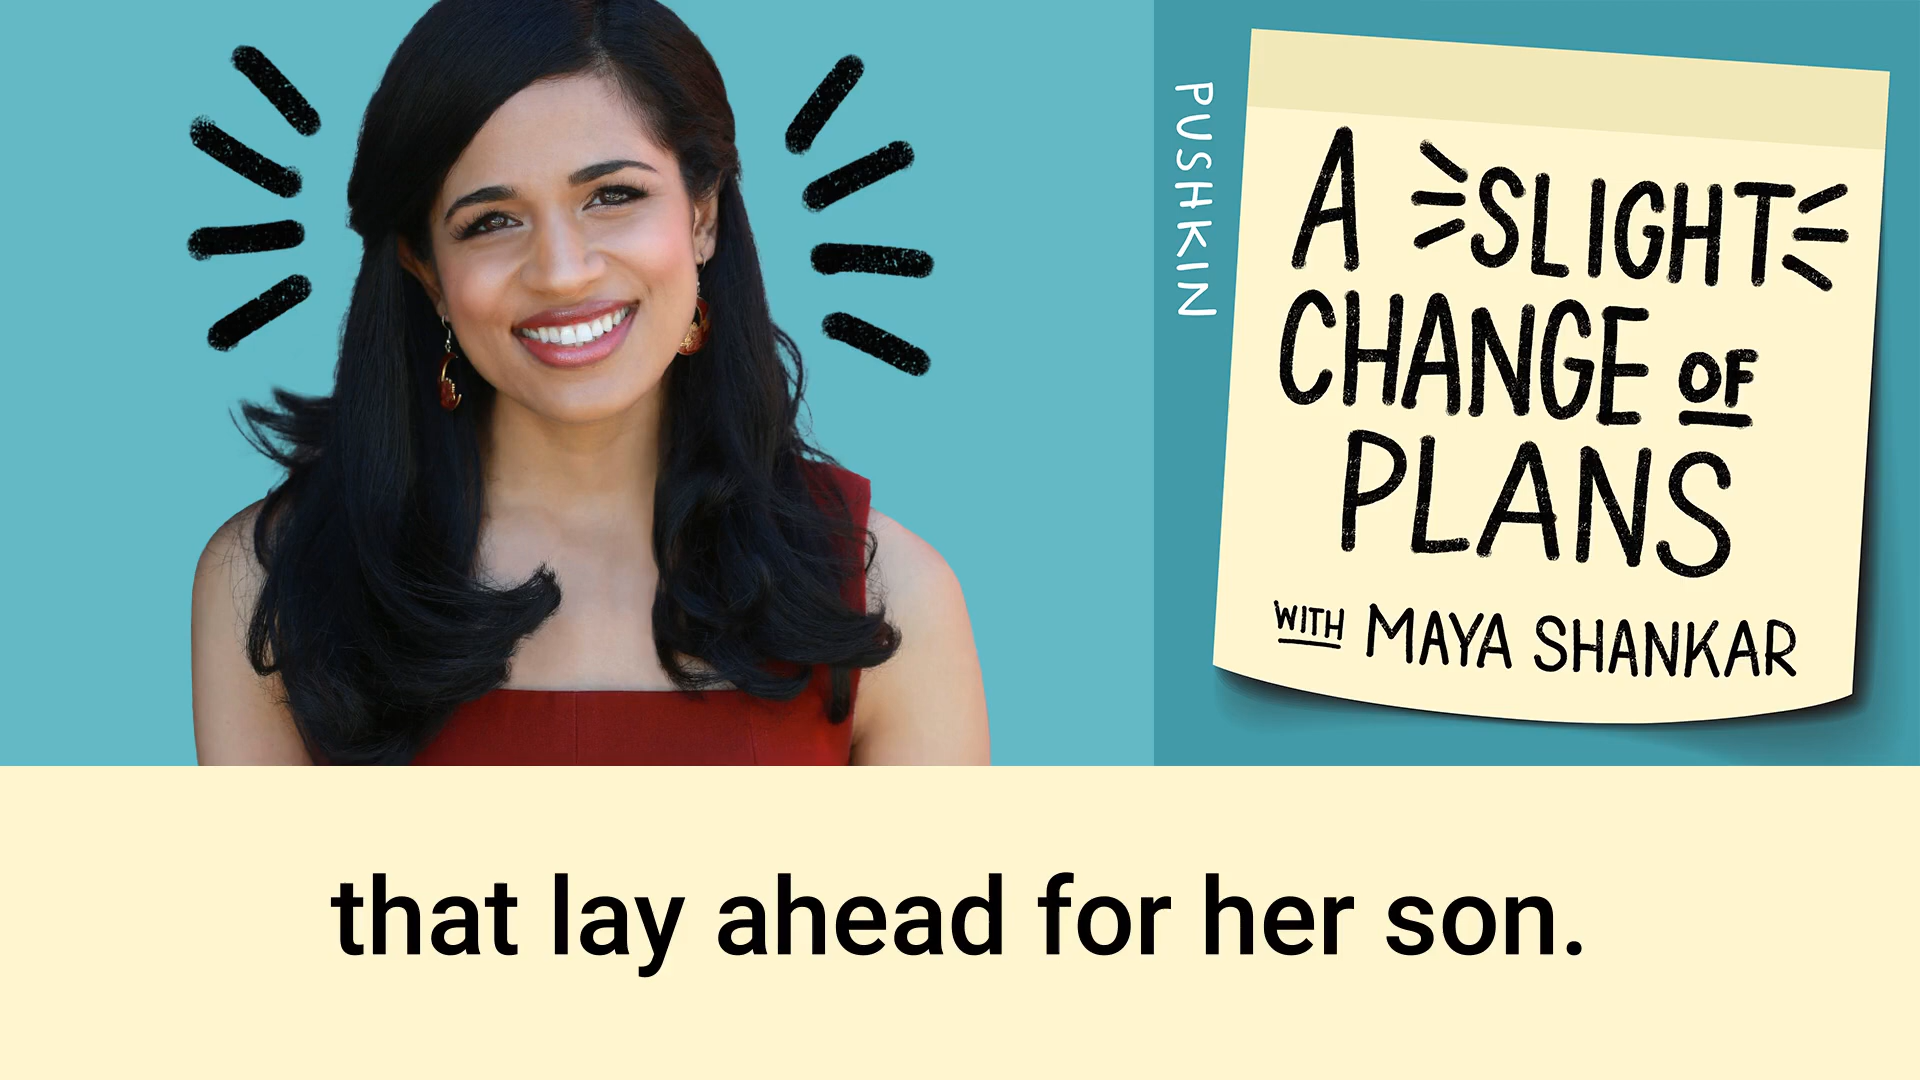 PUSHKIN
A SLIGHT
CHANGE OF
PLANS
WITH MAYA SHANKAR
that lay ahead for her son.